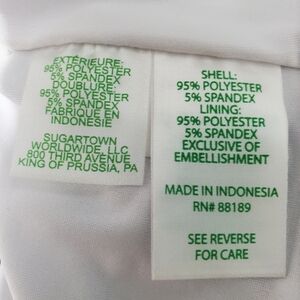 EXTÉRIEURE:
95% POLYESTER
5% SPANDEX
DOUBLURE:
95% POLYESTER
5% SPANDEX
FABRIQUE EN
INDONESIE
SUGARTOWN
WORLDWIDE, LLC
800 THIRD AVENUE
KING OF PRUSSIA, PA
SHELL:
95% POLYESTER
5% SPANDEX
LINING:
95% POLYESTER
5% SPANDEX
EXCLUSIVE OF
EMBELLISHMENT
MADE IN INDONESIA
RN# 88189
SEE REVERSE
FOR CARE